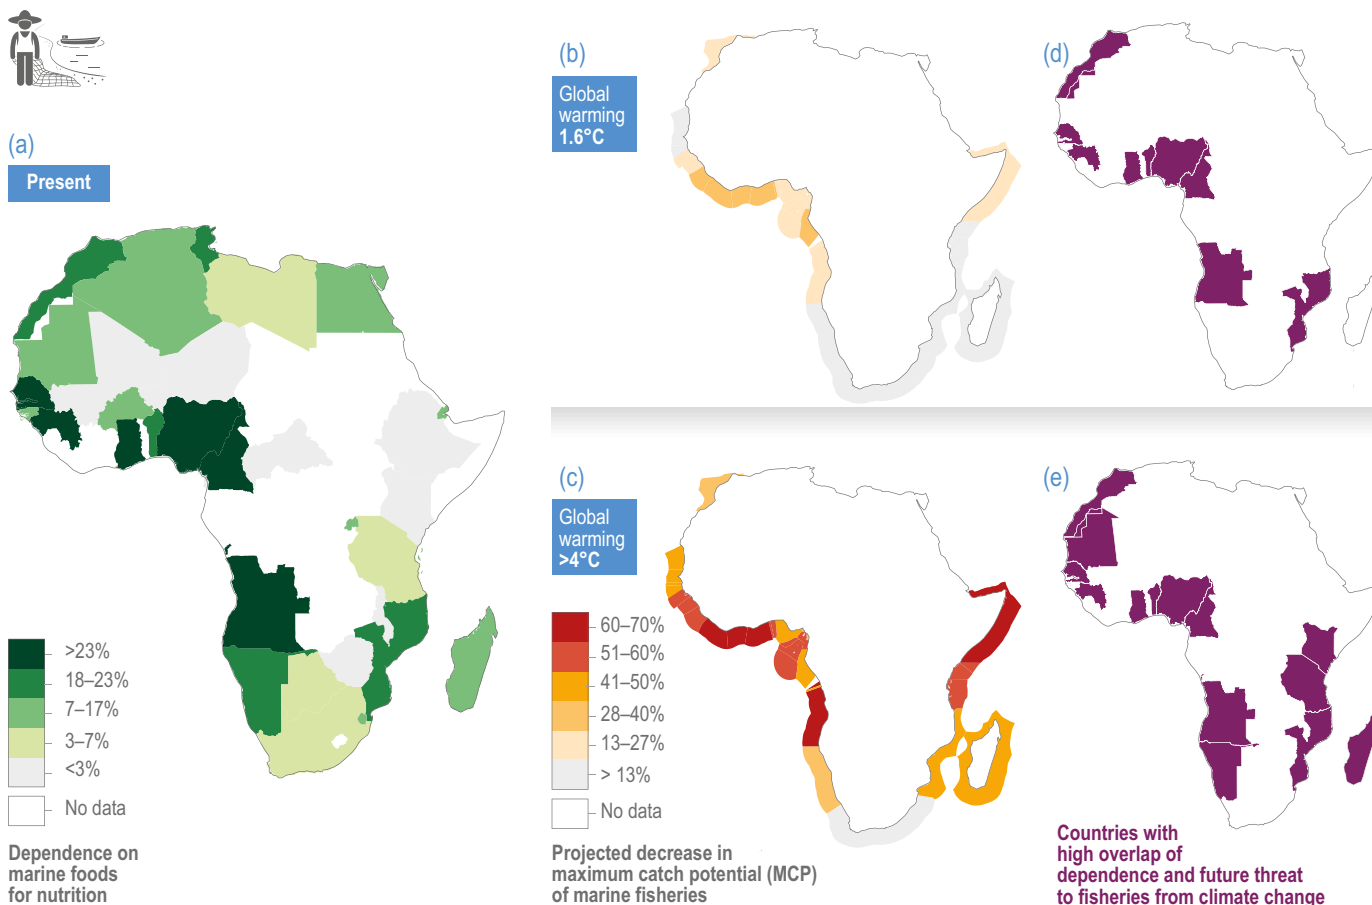 (a)
Present
>23%
18–23%
7–17%
3–7%
<3%
No data
Dependence on
marine foods
for nutrition
(b)
Global
warming
1.6°C
(c)
Global
warming
>4°C
60–70%
51–60%
41–50%
28–40%
13–27%
> 13%
No data
Projected decrease in
maximum catch potential (MCP)
of marine fisheries
(d)
(e)
Countries with
high overlap of
dependence and future threat
to fisheries from climate change